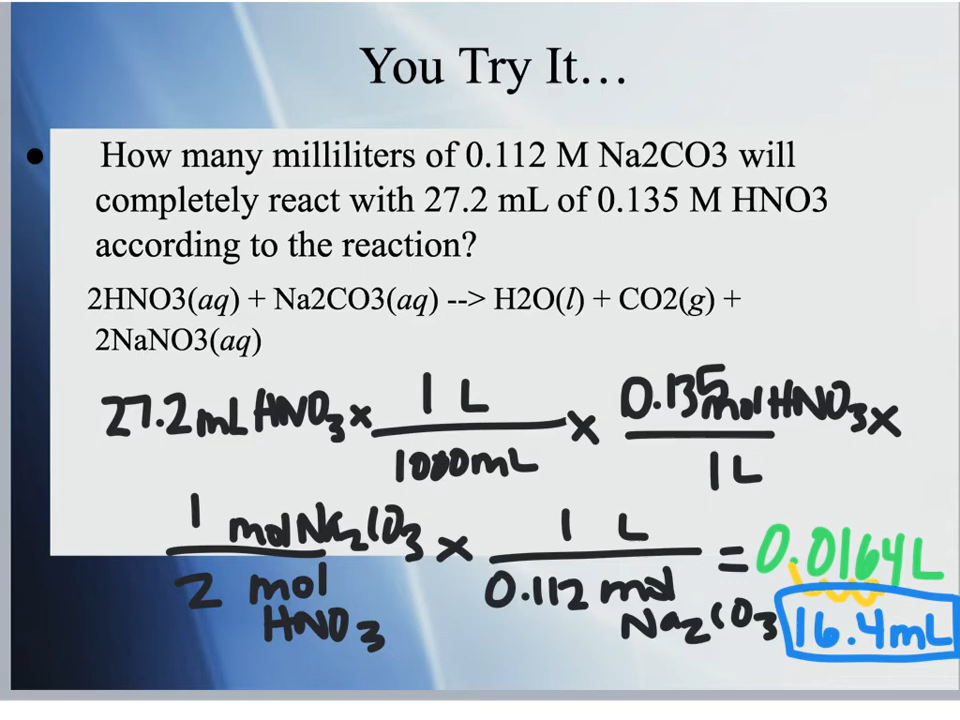 You Try It…
• How many milliliters of 0.112 M Na2CO3 will
completely react with 27.2 mL of 0.135 M HNO3
according to the reaction?
2HNO3(aq) + Na2CO3(aq) --> H2O(l) + CO2(g) +
2NaNO3(aq)
27.2 mL HNO₃ x 1 L / 1000 mL x 0.135 mol HNO₃ / 1 L x
1 mol Na₂CO₃ / 2 mol HNO₃ x 1 L / 0.112 mol Na₂CO₃ = 0.0164 L
16.4 mL